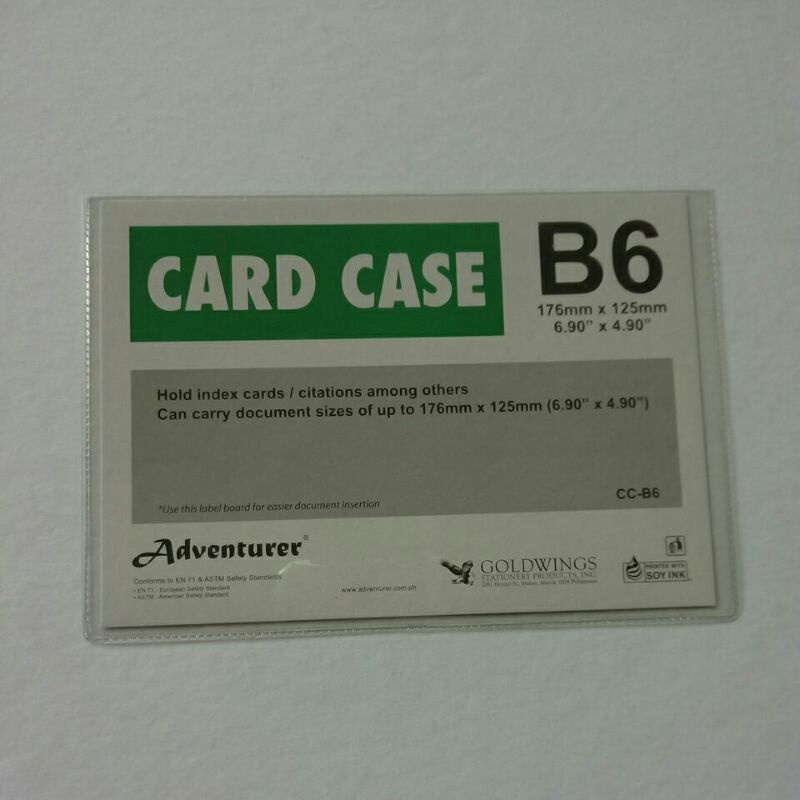 CARD CASE
B6
176mm x 125mm
6.90" x 4.90"
Hold index cards / citations among others
Can carry document sizes of up to 176mm x 125mm (6.90" x 4.90")
CC-B6
*Use this label board for easier document insertion
Adventurer®
Conforms to EN 71 & ASTM Safety Standards
• EN 71 - European Safety Standard
• ASTM - American Safety Standard
www.adventurer.com.ph
GOLDWINGS
STATIONERY PRODUCTS, INC.
Malate, Manila Philippines
PRINTED WITH
SOY INK